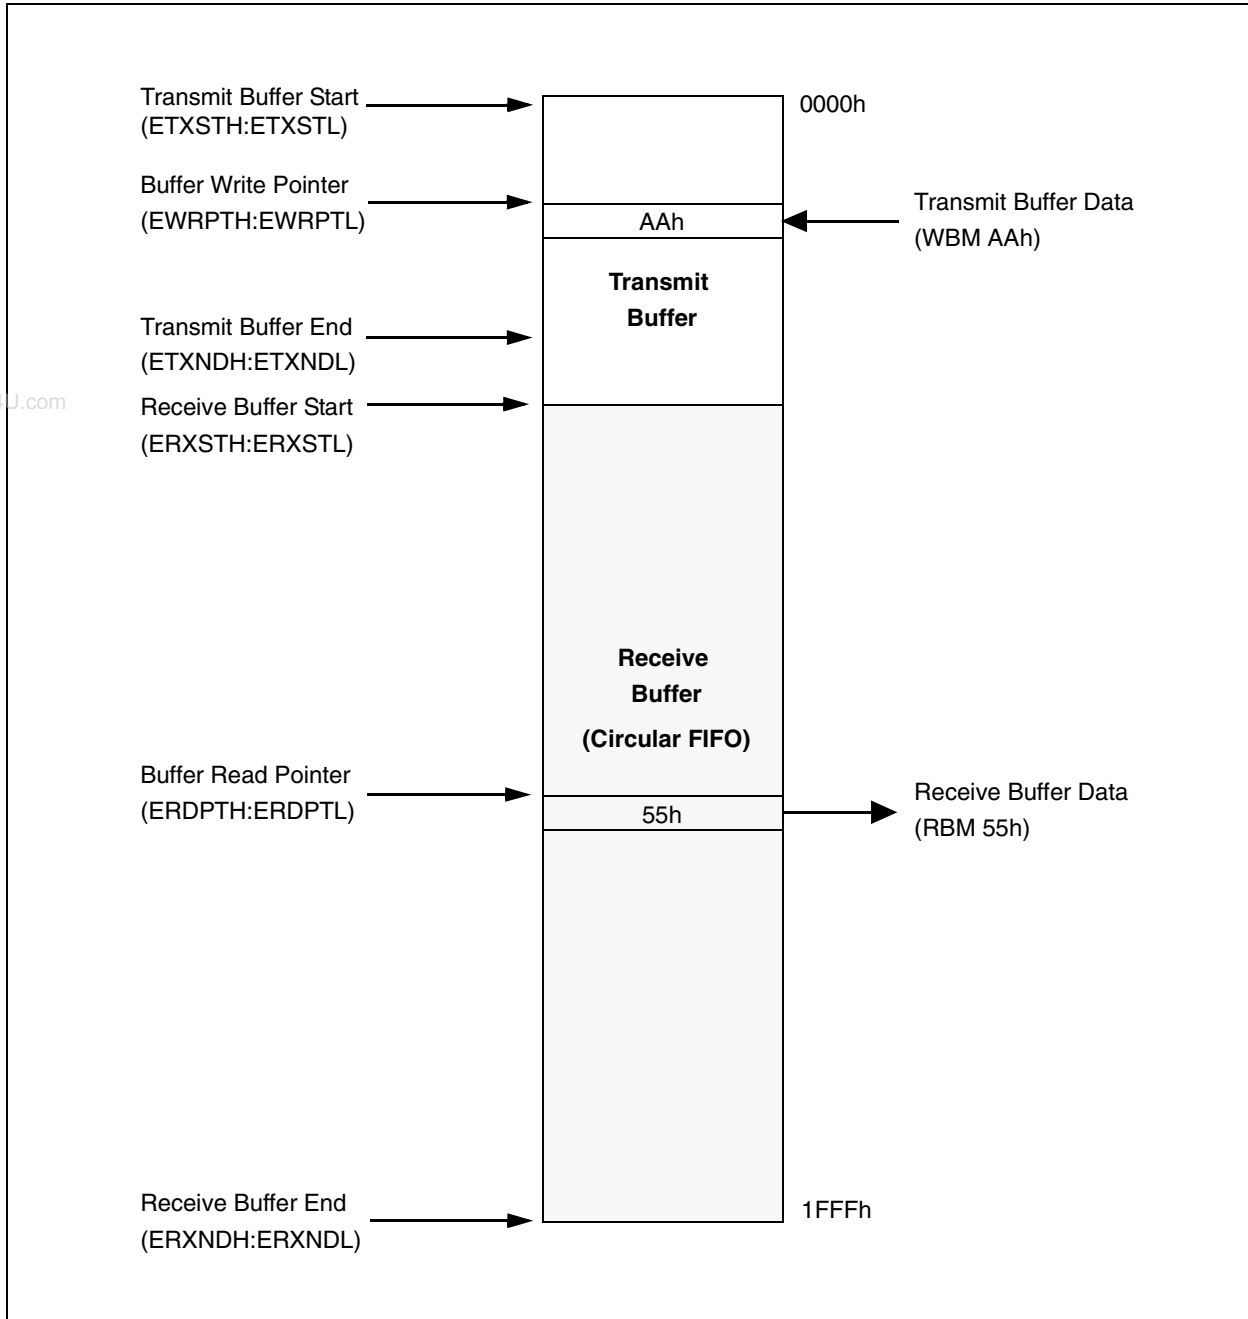 Transmit Buffer Start
(ETXSTH:ETXSTL)
0000h
Buffer Write Pointer
(EWRPTH:EWRPTL)
AAh
Transmit Buffer Data
(WBM AAh)
Transmit
Buffer
Transmit Buffer End
(ETXNDH:ETXNDL)
U.com
Receive Buffer Start
(ERXSTH:ERXSTL)
Receive
Buffer
(Circular FIFO)
Buffer Read Pointer
(ERDPTH:ERDPTL)
55h
Receive Buffer Data
(RBM 55h)
Receive Buffer End
(ERXNDH:ERXNDL)
1FFFh